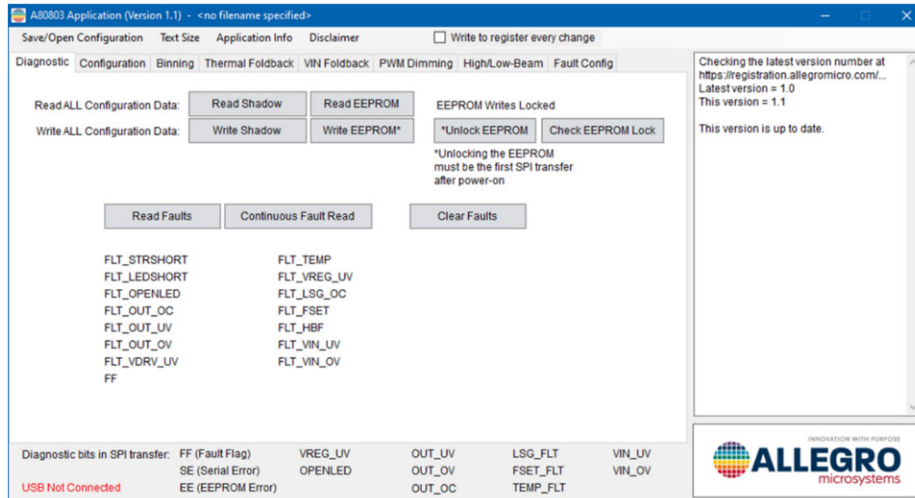 A80803 Application (Version 1.1) - <no filename specified>
Save/Open Configuration Text Size Application Info Disclaimer Write to register every change
Diagnostic Configuration Binning Thermal Foldback VIN Foldback PWM Dimming High/Low-Beam Fault Config
Read ALL Configuration Data: Read Shadow Read EEPROM EEPROM Writes Locked
Write ALL Configuration Data: Write Shadow Write EEPROM* *Unlock EEPROM Check EEPROM Lock
*Unlocking the EEPROM
must be the first SPI transfer
after power-on
Read Faults Continuous Fault Read Clear Faults
FLT_STRSHORT FLT_TEMP
FLT_LEDSHORT FLT_VREG_UV
FLT_OPENLED FLT_LSG_OC
FLT_OUT_OC FLT_FSET
FLT_OUT_UV FLT_HBF
FLT_OUT_OV FLT_VIN_UV
FLT_VDRV_UV FLT_VIN_OV
FF
Diagnostic bits in SPI transfer: FF (Fault Flag) VREG_UV OUT_UV LSG_FLT VIN_UV
SE (Serial Error) OPENLED OUT_OV FSET_FLT VIN_OV
USB Not Connected EE (EEPROM Error) OUT_OC TEMP_FLT
Checking the latest version number at
https://registration.allegromicro.com/...
Latest version = 1.0
This version = 1.1
This version is up to date.
INNOVATION WITH PURPOSE
ALLEGRO
microsystems